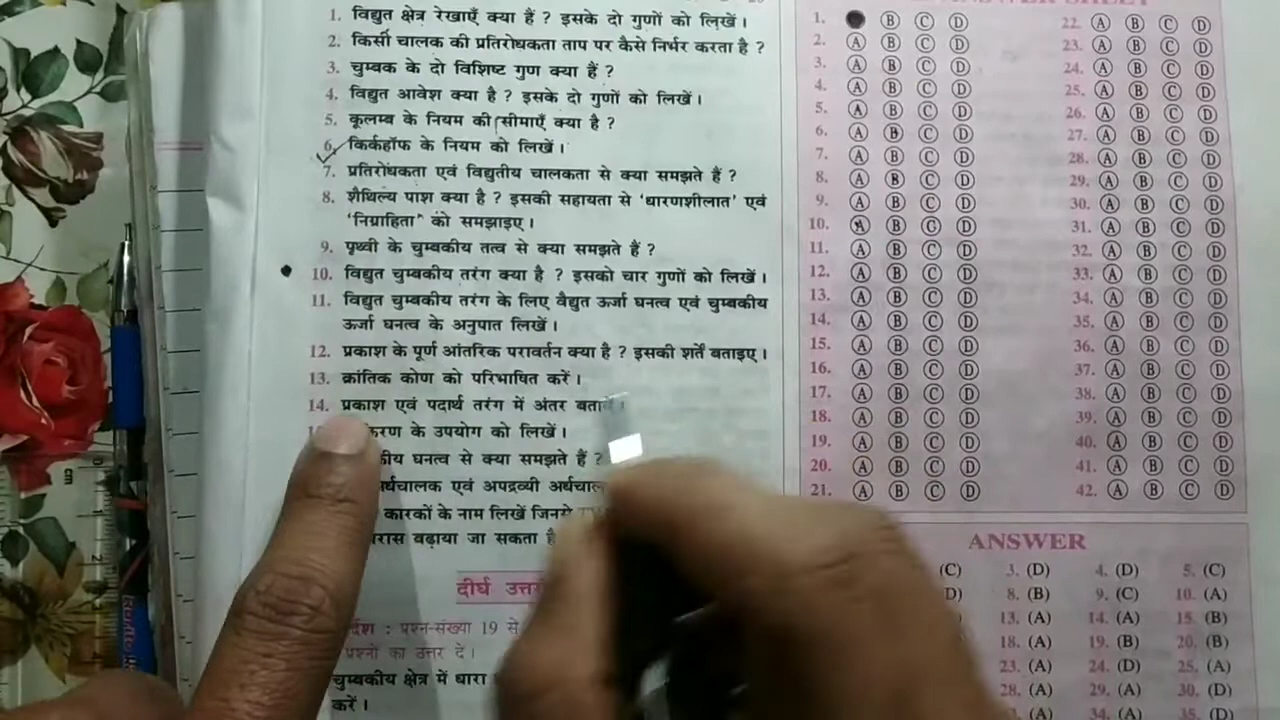 1. विद्युत क्षेत्र रेखाएँ क्या हैं ? इसके दो गुणों को लिखें।
2. किसी चालक की प्रतिरोधकता ताप पर कैसे निर्भर करता है ?
3. चुम्बक के दो विशिष्ट गुण क्या हैं ?
4. विद्युत आवेश क्या है ? इसके दो गुणों को लिखें।
5. कूलम्ब के नियम की सीमाएँ क्या है ?
6. किर्कहॉफ के नियम को लिखें।
7. प्रतिरोधकता एवं विद्युतीय चालकता से क्या समझते हैं ?
8. शैथिल्य पाश क्या है ? इसकी सहायता से 'धारणशीलात' एवं
'निग्राहिता" को समझाइए।
9. पृथ्वी के चुम्बकीय तत्व से क्या समझते हैं ?
10. विद्युत चुम्बकीय तरंग क्या है ? इसको चार गुणों को लिखें।
11. विद्युत चुम्बकीय तरंग के लिए वैद्युत ऊर्जा घनत्व एवं चुम्बकीय
ऊर्जा घनत्व के अनुपात लिखें।
12. प्रकाश के पूर्ण आंतरिक परावर्तन क्या है ? इसकी शर्तें बताइए।
13. क्रांतिक कोण को परिभाषित करें।
14. प्रकाश एवं पदार्थ तरंग में अंतर
के उपयोग को लिखें।
घनत्व से क्या समझते हैं ?
एवं अपद्रव्यी
कारकों के नाम लिखें जिनसे
बढ़ाया जा सकता
दीर्घ
: प्रश्न-संख्या 19 से
प्रश्नों का उत्तर दें।
चुम्बकीय क्षेत्र में धारा
करें।
1. B C D
2. A B C D
3. A B C D
4. A B C D
5. A B C D
6. A B C D
7. A B C D
8. A B C D
9. A B C D
10. A B C D
11. A B C D
12. A B C D
13. A B C D
14. A B C D
15. A B C D
16. A B C D
17. A B C D
18. A B C D
19. A B C D
20. A B C D
21. A B C D
22. A B C D
23. A B C D
24. A B C D
25. A B C D
26. A B C D
27. A B C D
28. A B C D
29. A B C D
30. A B C D
31. A B C D
32. A B C D
33. A B C D
34. A B C D
35. A B C D
36. A B C D
37. A B C D
38. A B C D
39. A B C D
40. A B C D
41. A B C D
42. A B C D
ANSWER
(C) 3. (D) 4. (D) 5. (C)
8. (B) 9. (C) 10. (A)
13. (A) 14. (A) 15. (B)
18. (A) 19. (B) 20. (B)
23. (A) 24. (D) 25. (A)
28. (A) 29. (A) 30. (D)
(A) 34. (A) 35. (D)